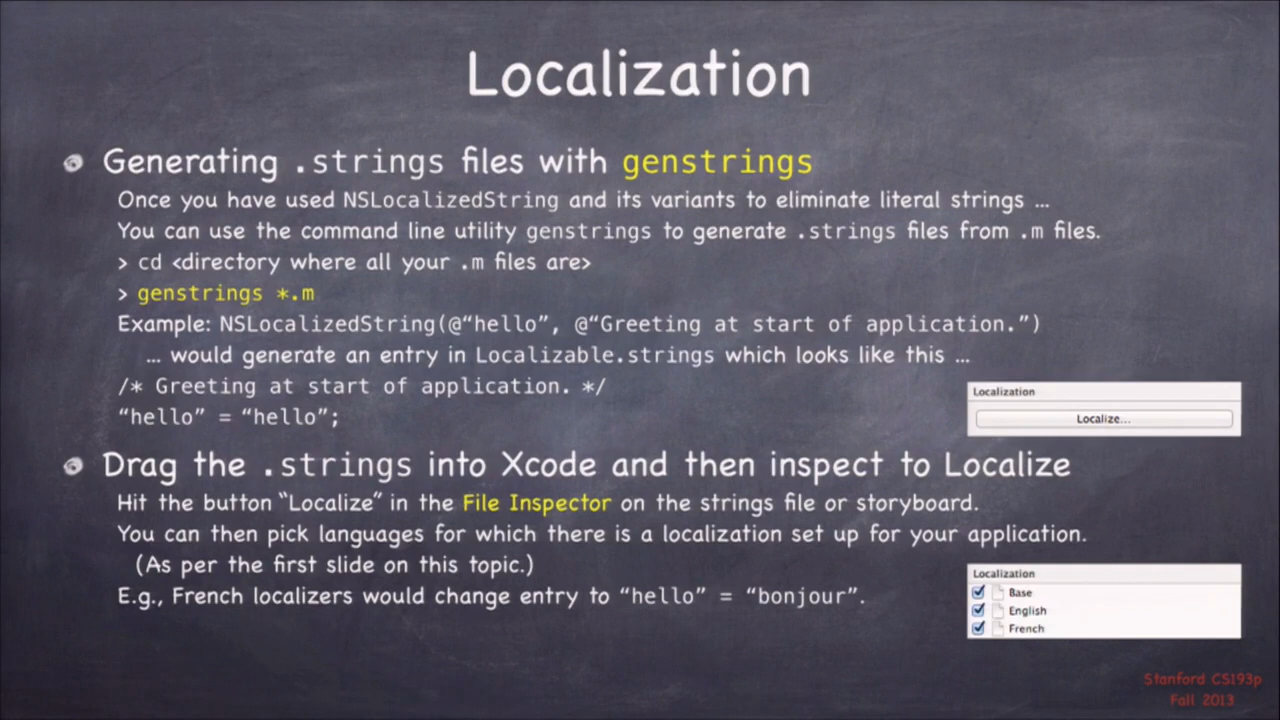 Localization
Generating .strings files with genstrings
Once you have used NSLocalizedString and its variants to eliminate literal strings …
You can use the command line utility genstrings to generate .strings files from .m files.
> cd <directory where all your .m files are>
> genstrings *.m
Example: NSLocalizedString(@“hello”, @“Greeting at start of application.”)
… would generate an entry in Localizable.strings which looks like this …
/* Greeting at start of application. */
“hello” = “hello”;
Localization
Localize...
Drag the .strings into Xcode and then inspect to Localize
Hit the button “Localize” in the File Inspector on the strings file or storyboard.
You can then pick languages for which there is a localization set up for your application.
(As per the first slide on this topic.)
E.g., French localizers would change entry to “hello” = “bonjour”.
Localization
Base
English
French
Stanford CS193p
Fall 2013